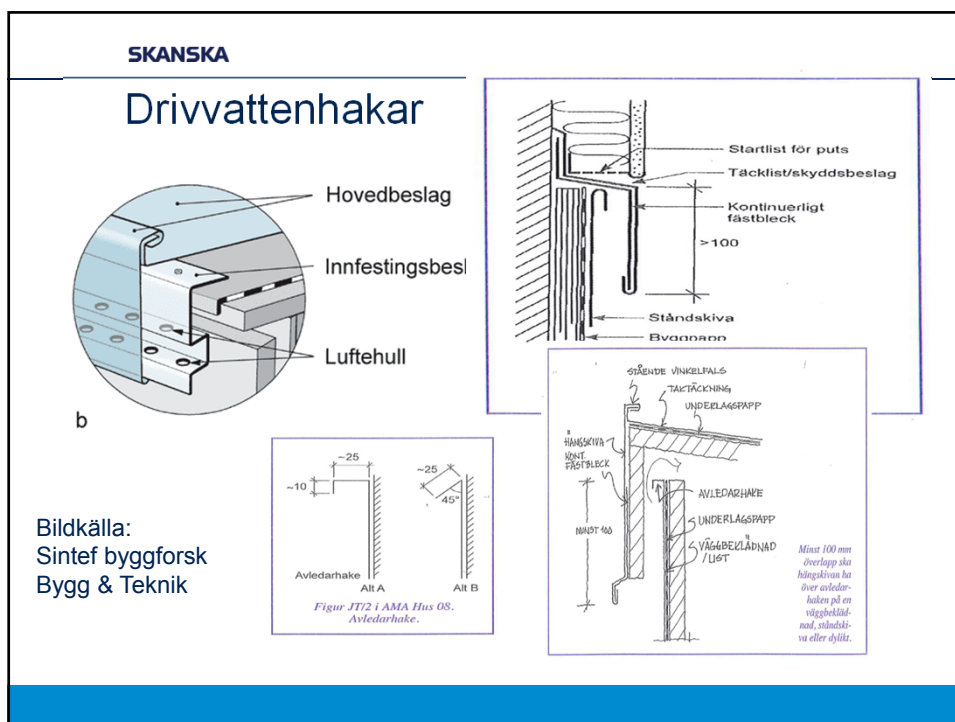 SKANSKA
Drivvattenhakar
Hovedbeslag
Innfestingsbesl
Luftehull
b
Startlist för puts
Täcklist/skyddsbeslag
Kontinuerligt
fästbleck
>100
Ståndskiva
Byggpapp
STÅENDE VINKELFALS
TAKTÄCKNING
UNDERLAGSPAPP
HÄNGSKIVA
KONT.
FÄSTBLECK
MINST 100
AVLEDARHAKE
UNDERLAGSPAPP
VÄGGBEKLÄDNAD
/LIST
Minst 100 mm
överlapp ska
hängskivan ha
över avledar-
haken på en
väggbekläd-
nad, ståndski-
va eller dylikt.
~25
~10
~25
45°
Avledarhake
Alt A
Alt B
Figur JT/2 i AMA Hus 08.
Avledarhake.
Bildkälla:
Sintef byggforsk
Bygg & Teknik